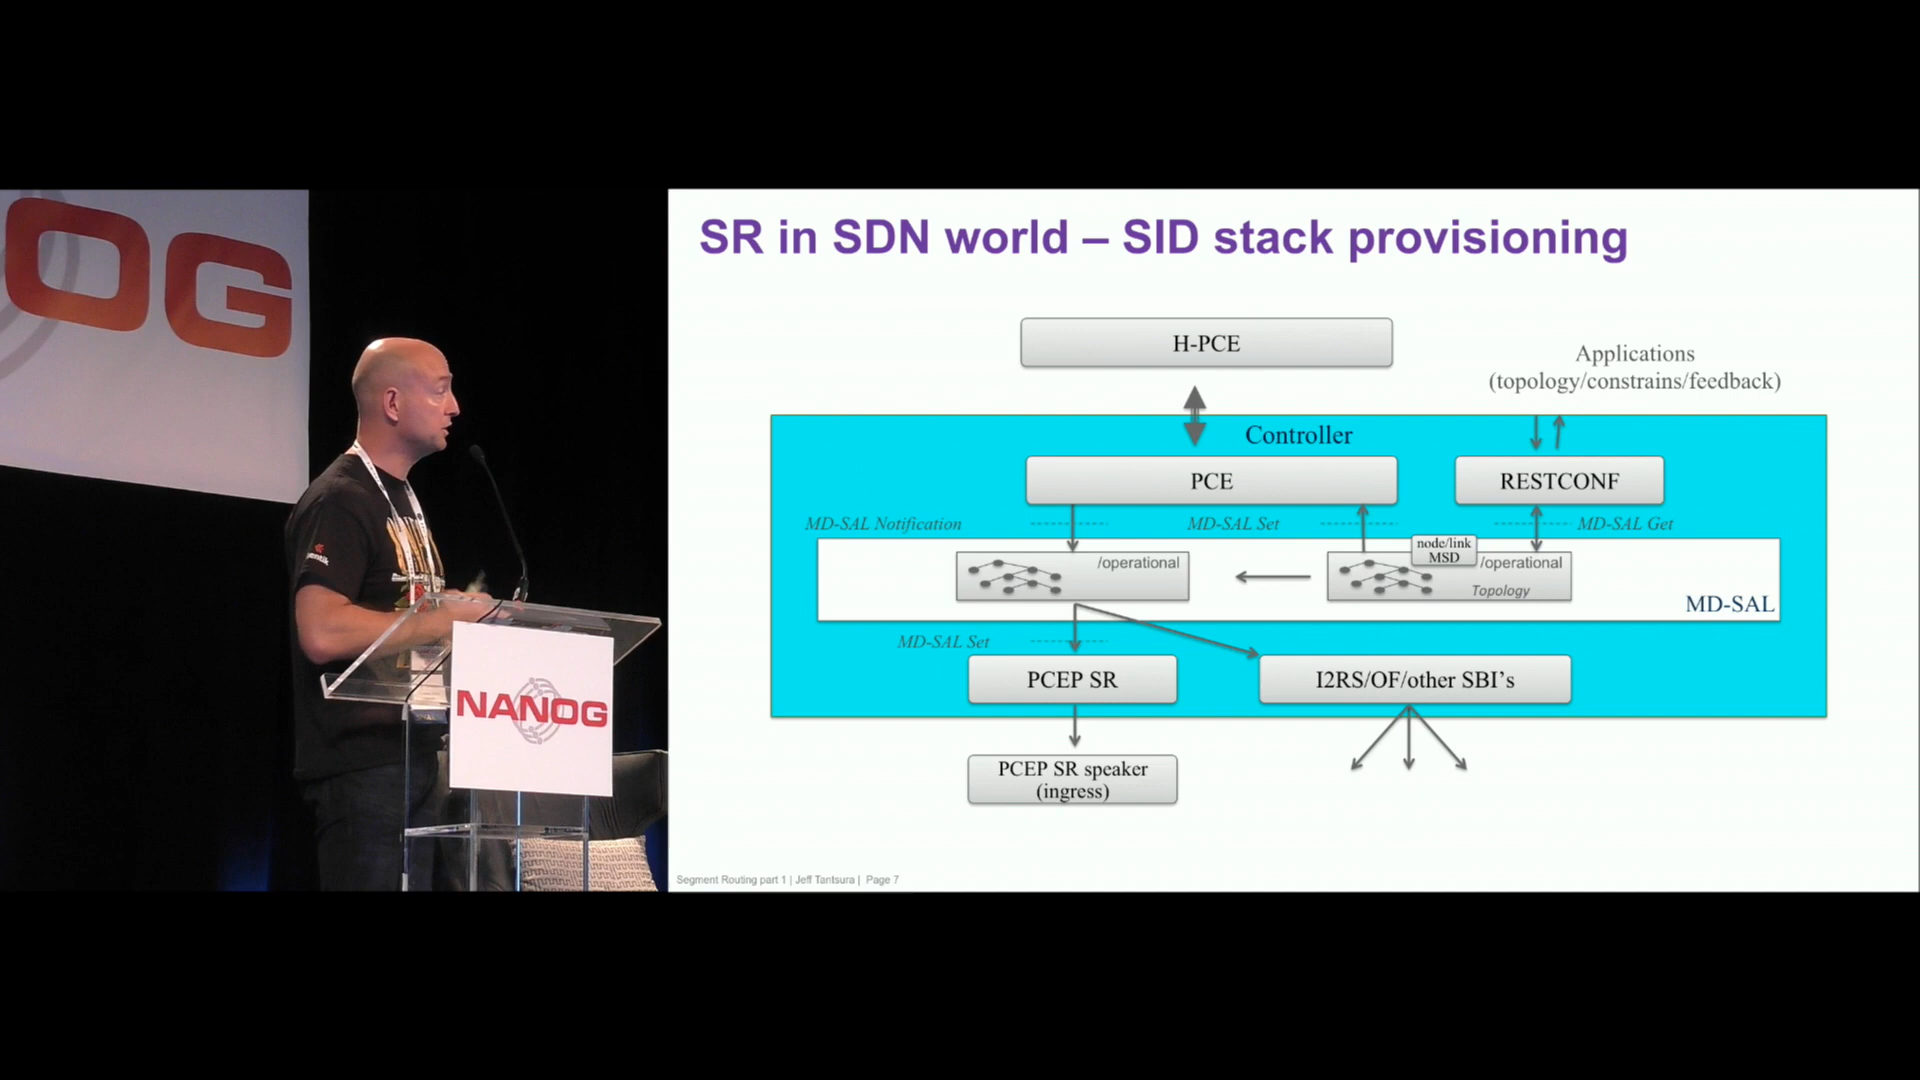 OG
NANOG
SR in SDN world – SID stack provisioning
H-PCE
Applications
(topology/constrains/feedback)
Controller
PCE
RESTCONF
MD-SAL Notification
MD-SAL Set
MD-SAL Get
node/link
MSD
/operational
/operational
Topology
MD-SAL
MD-SAL Set
PCEP SR
I2RS/OF/other SBI's
PCEP SR speaker
(ingress)
Segment Routing part 1 | Jeff Tantsura | Page 7